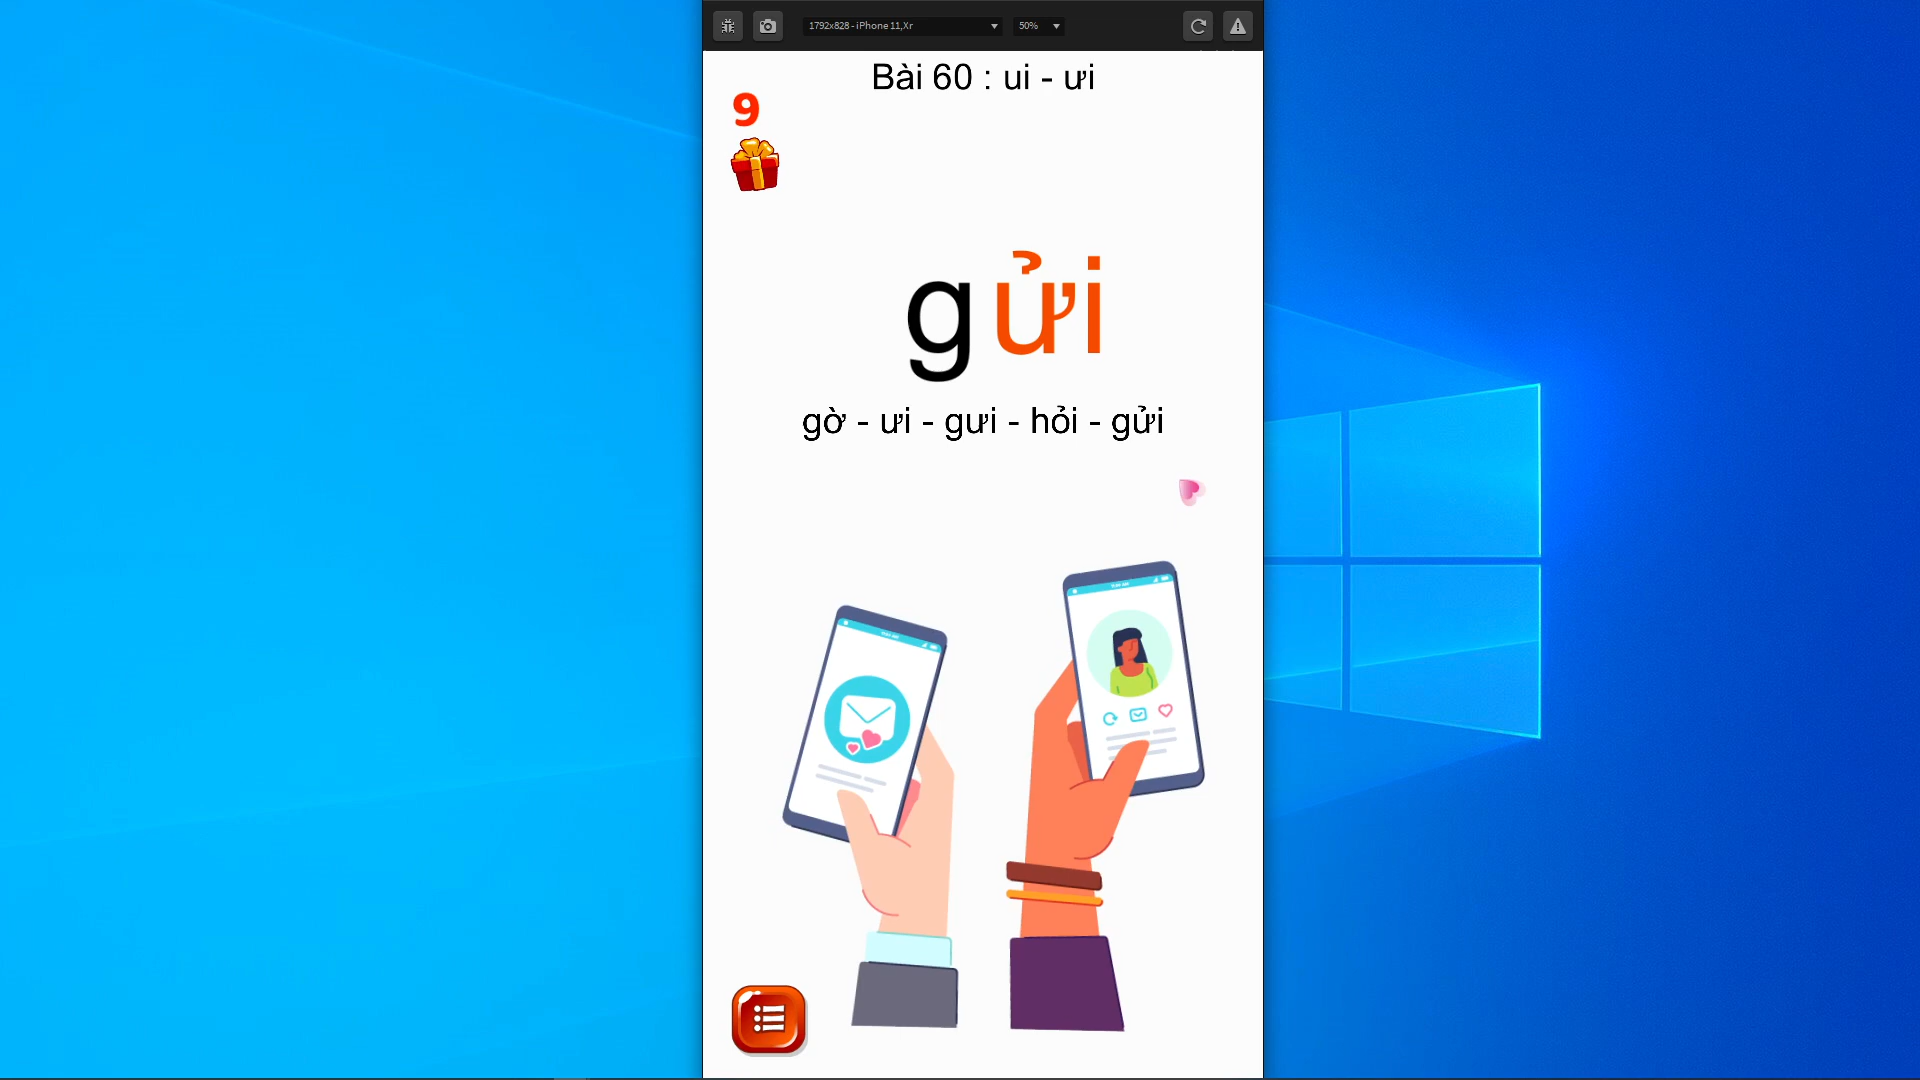 1792x828 - iPhone 11,Xr
50%
Bài 60 : ui - ưi
9
gửi
gờ - ưi - gưi - hỏi - gửi